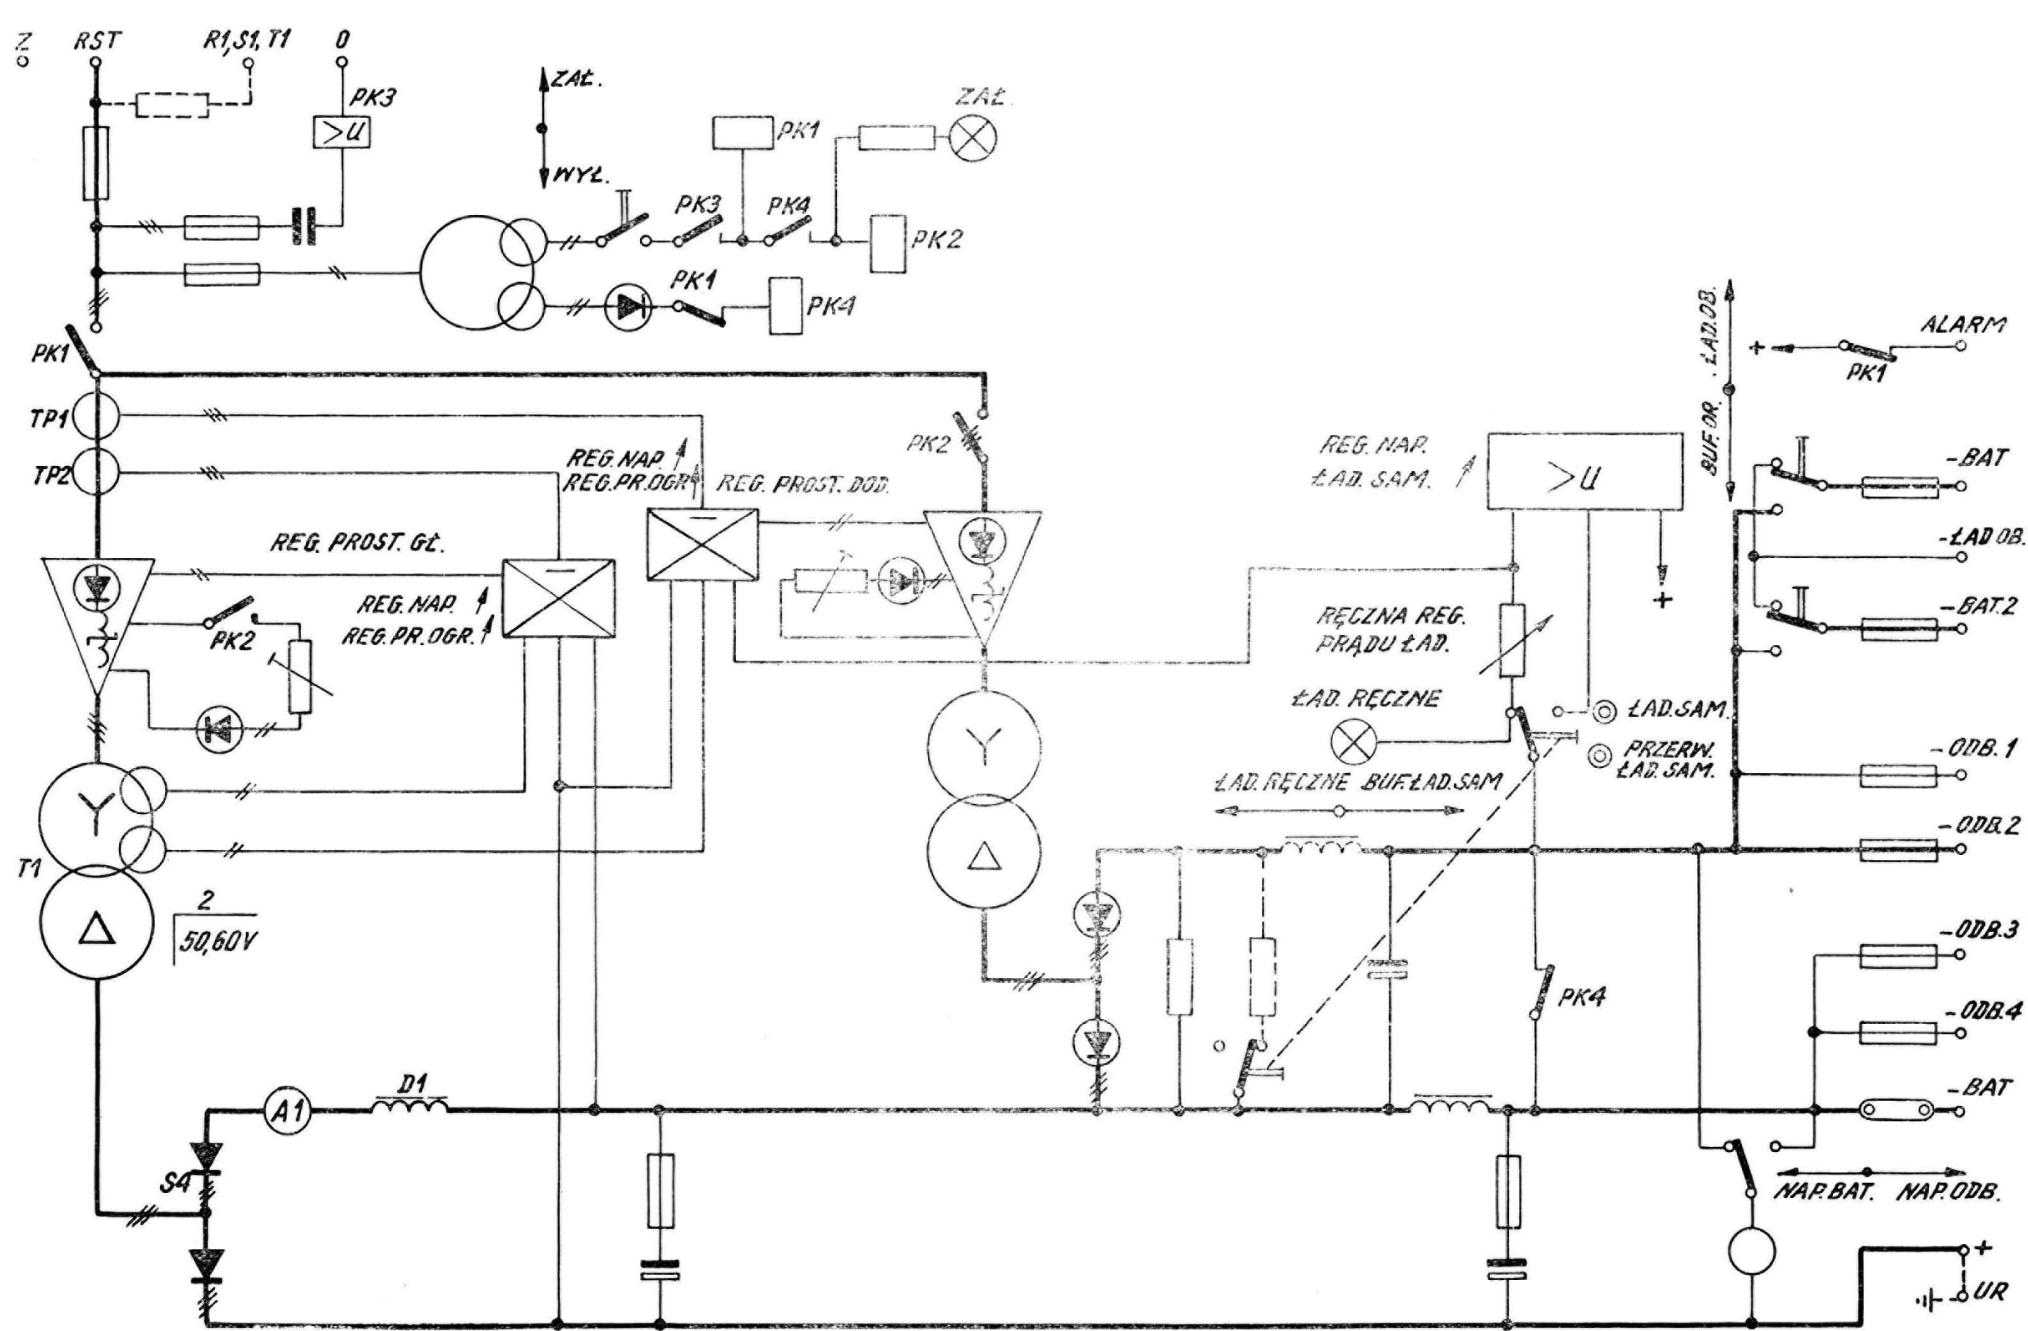 Z
RST
R1, S1, T1
0
PK3
>U
ZAŁ.
WYŁ.
PK1
ZAŁ.
PK3
PK4
PK2
PK1
PK4
PK1
TP1
TP2
REG. NAP.
REG. PR. OGR.
REG. PROST. DOD.
PK2
REG. PROST. GŁ.
REG. NAP.
REG. PR. OGR.
PK2
T1
2
50,60V
REG. NAP.
ŁAD. SAM.
>U
+
RĘCZNA REG.
PRĄDU ŁAD.
ŁAD. RĘCZNE
ŁAD. SAM.
PRZERW.
ŁAD. SAM.
ŁAD. RĘCZNE BUF. ŁAD. SAM
PK4
BUF. OR. ŁAD. OB.
+
PK1
ALARM
-BAT
-ŁAD OB.
-BAT.2
-ODB.1
-ODB.2
-ODB.3
-ODB.4
-BAT
NAP. BAT. NAP. ODB.
+
UR
A1
D1
S4